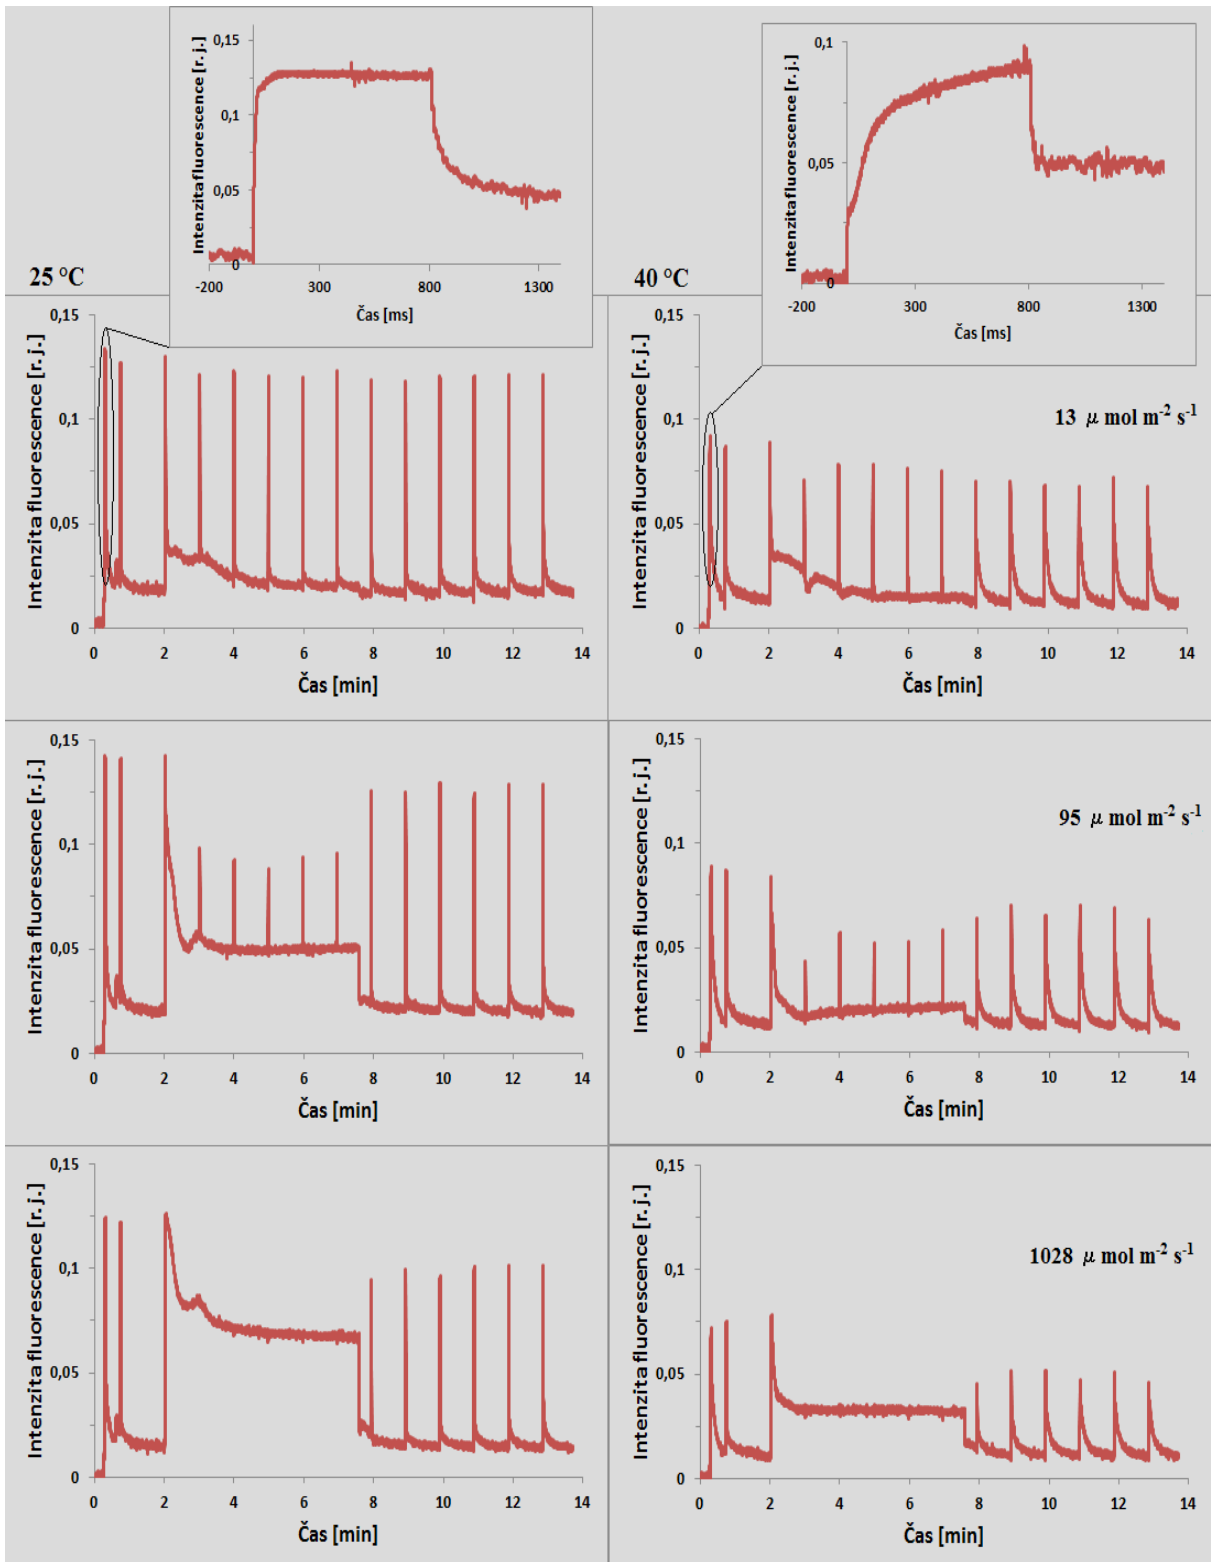 0,15
0,1
0,05
0
-200 300 800 1300
Intenzita fluorescence [r. j.]
Čas [ms]
0,1
0,05
0
-200 300 800 1300
Intenzita fluorescence [r. j.]
Čas [ms]
25 °C
40 °C
0,15
0,1
0,05
0
0 2 4 6 8 10 12 14
Intenzita fluorescence [r. j.]
Čas [min]
13 μ mol m-2 s-1
0,15
0,1
0,05
0
0 2 4 6 8 10 12 14
Intenzita fluorescence [r. j.]
Čas [min]
0,15
0,1
0,05
0
0 2 4 6 8 10 12 14
Intenzita fluorescence [r. j.]
Čas [min]
95 μ mol m-2 s-1
0,15
0,1
0,05
0
0 2 4 6 8 10 12 14
Intenzita fluorescence [r. j.]
Čas [min]
0,15
0,1
0,05
0
0 2 4 6 8 10 12 14
Intenzita fluorescence [r. j.]
Čas [min]
1028 μ mol m-2 s-1
0,15
0,1
0,05
0
0 2 4 6 8 10 12 14
Intenzita fluorescence [r. j.]
Čas [min]